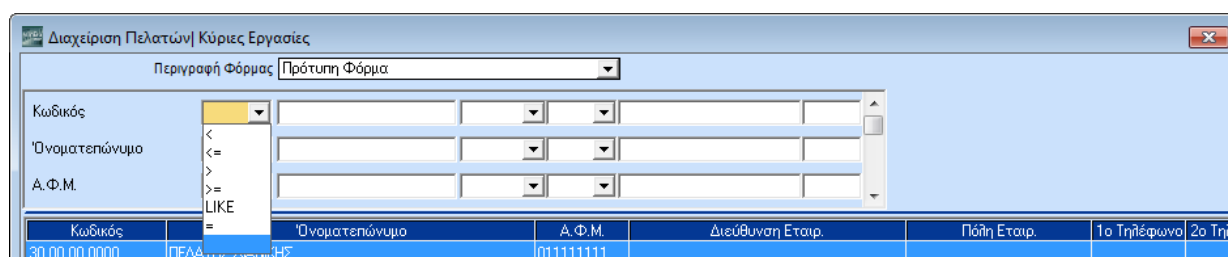 Διαχείριση Πελατών| Κύριες Εργασίες
Περιγραφή Φόρμας Πρότυπη Φόρμα
Κωδικός
<
Όνοματεπώνυμο
<=
>
Α.Φ.Μ.
>=
LIKE
=
Κωδικός Όνοματεπώνυμο Α.Φ.Μ. Διεύθυνση Εταιρ. Πόλη Εταιρ. 1ο Τηλέφωνο 2ο
30.00.00.0000 011111111